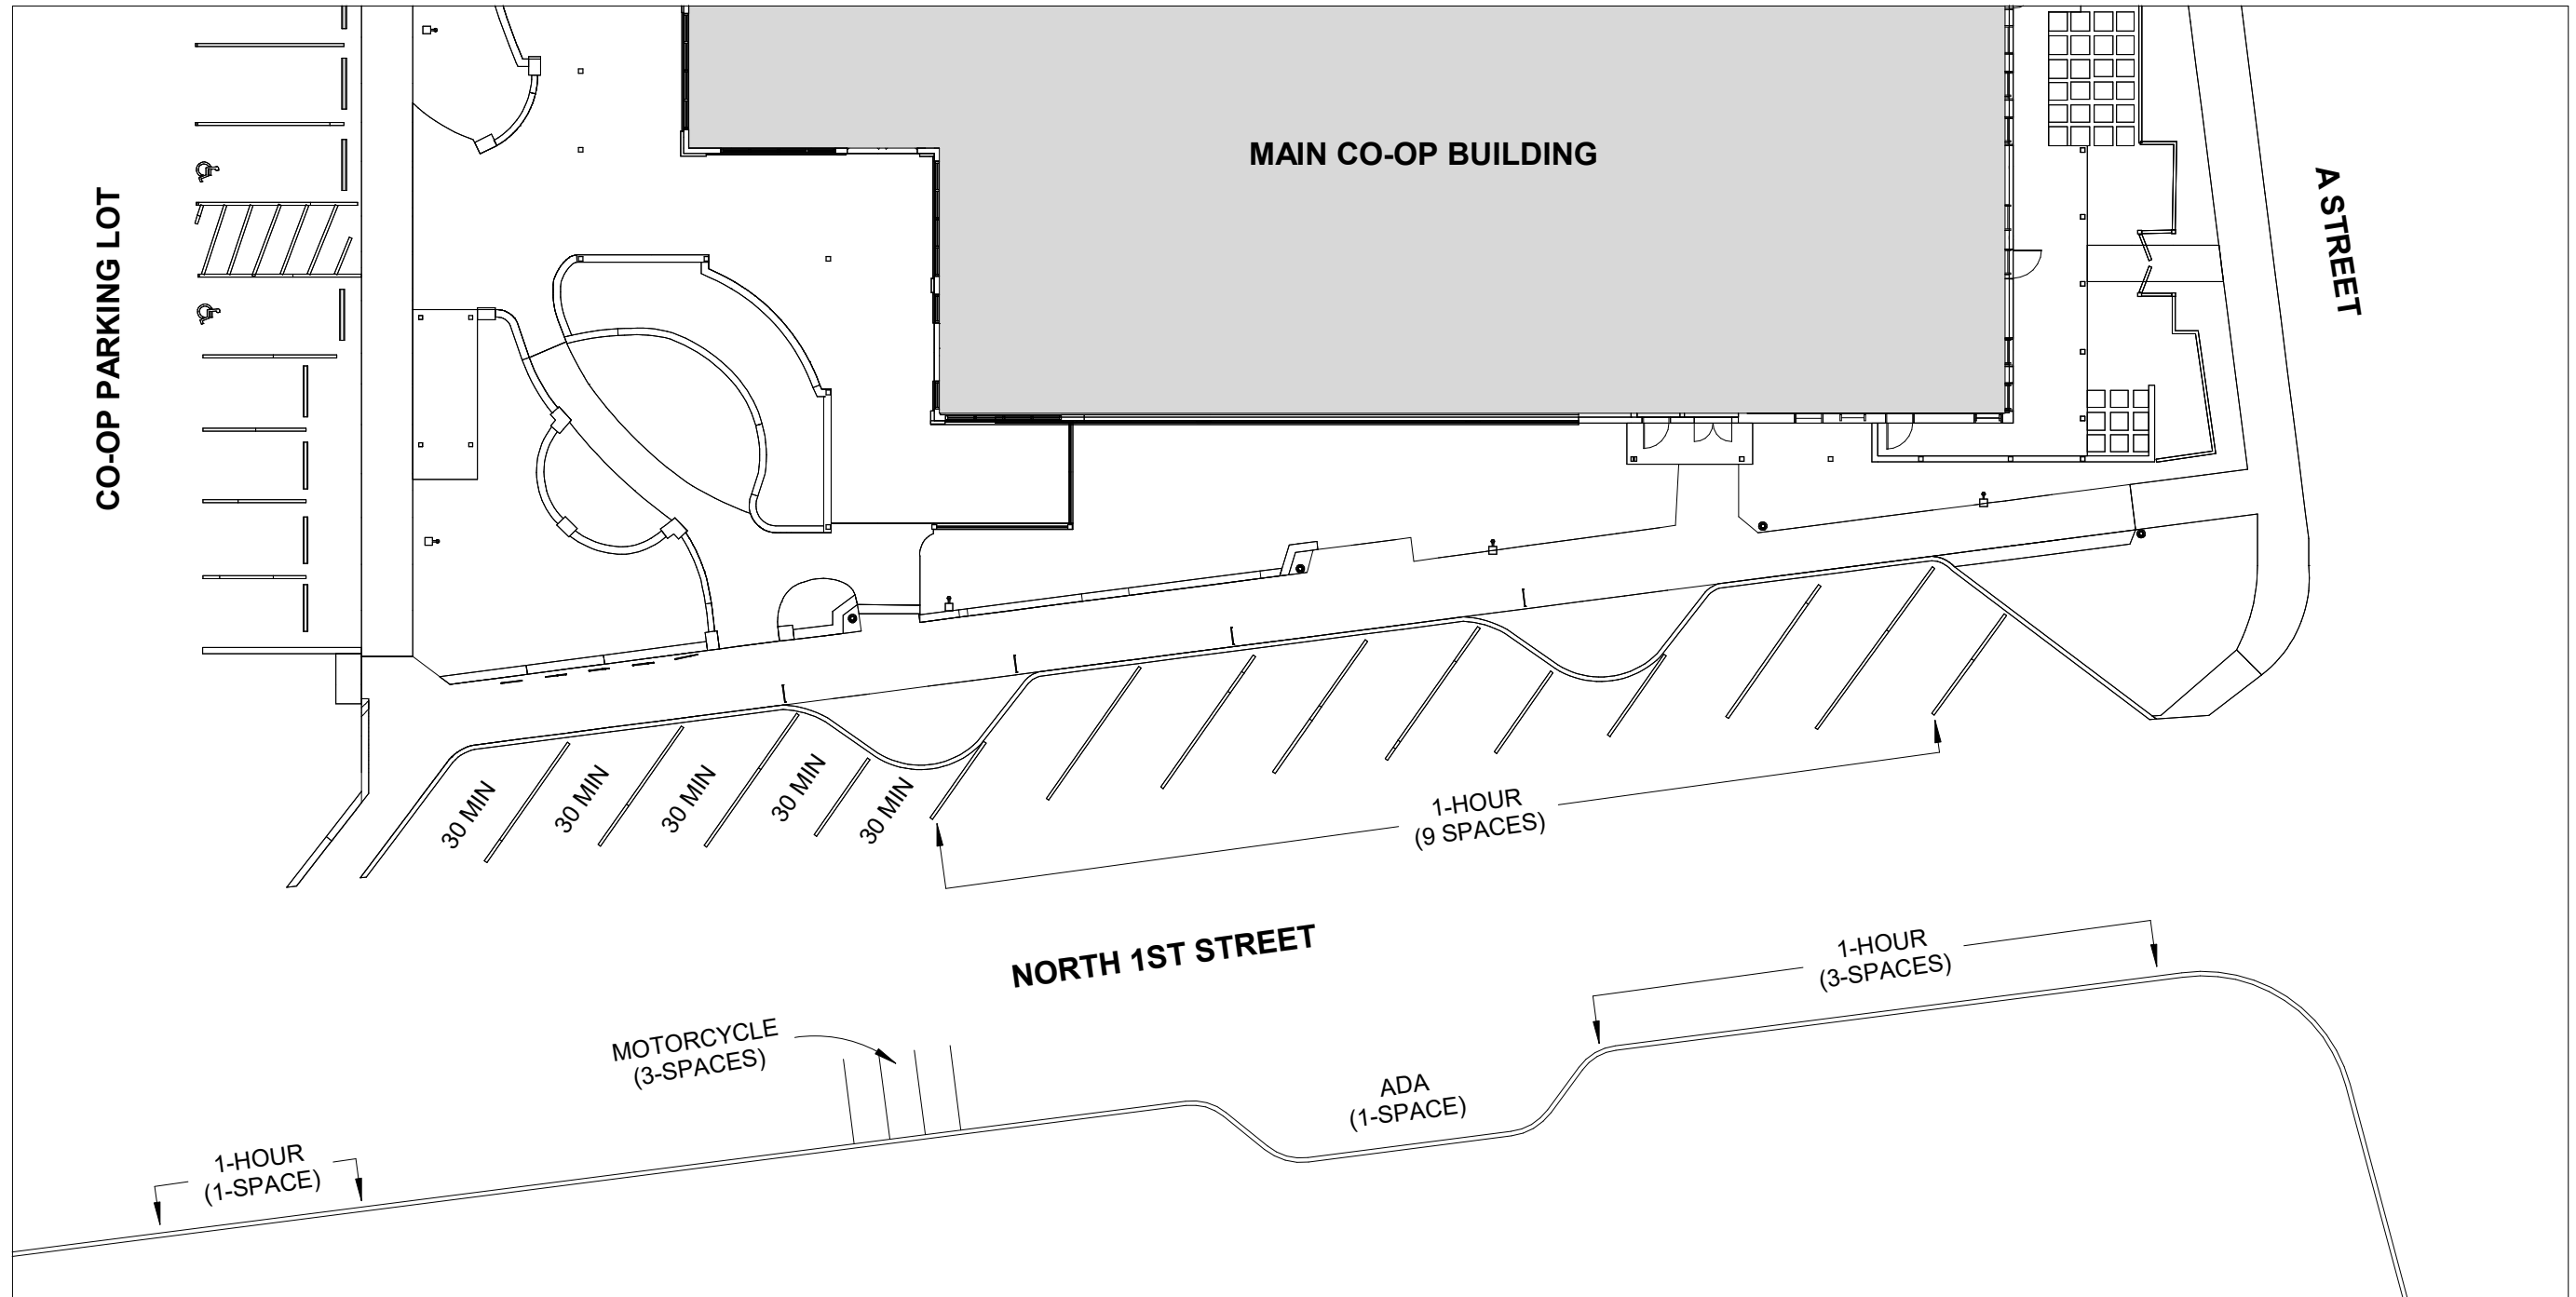 MAIN CO-OP BUILDING
CO-OP PARKING LOT
A STREET
30 MIN
30 MIN
30 MIN
30 MIN
30 MIN
1-HOUR
(9 SPACES)
NORTH 1ST STREET
1-HOUR
(3-SPACES)
MOTORCYCLE
(3-SPACES)
ADA
(1-SPACE)
1-HOUR
(1-SPACE)